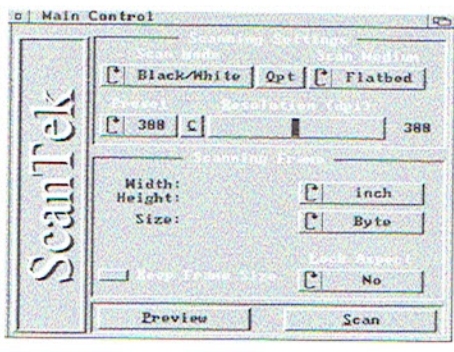 Main Control
ScanTek
Scanning Settings
Scan Mode Scan Medium
Black/White Opt Flatbed
Preset Resolution (dpi)
300 C 300
Scanning Frame
Width: inch
Height:
Size: Byte
Lock Aspect
Keep Frame Size No
Preview Scan